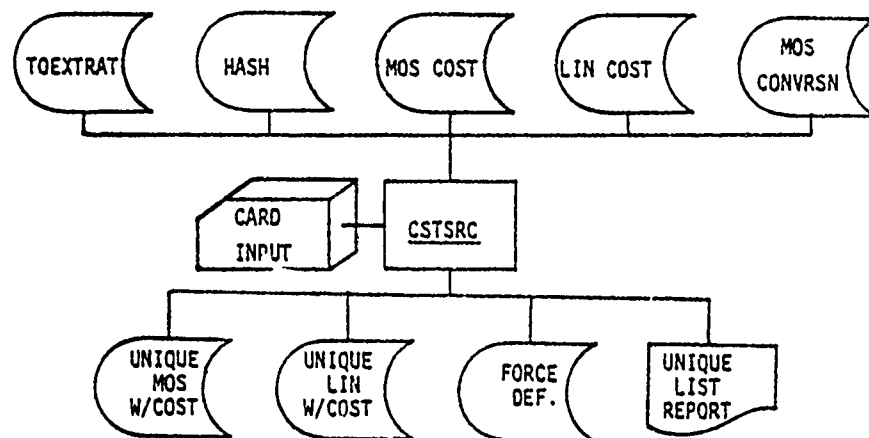 TOEXTRAT
HASH
MOS COST
LIN COST
MOS
CONVRSN
CARD
INPUT
CSTSRC
UNIQUE
MOS
W/COST
UNIQUE
LIN
W/COST
FORCE
DEF.
UNIQUE
LIST
REPORT